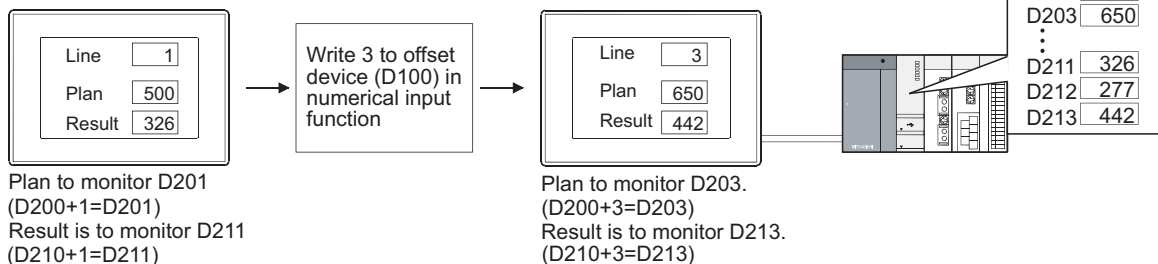 Line 1
Plan 500
Result 326
Write 3 to offset
device (D100) in
numerical input
function
Line 3
Plan 650
Result 442
D203 650
D211 326
D212 277
D213 442
Plan to monitor D201
(D200+1=D201)
Result is to monitor D211
(D210+1=D211)
Plan to monitor D203.
(D200+3=D203)
Result is to monitor D213.
(D210+3=D213)